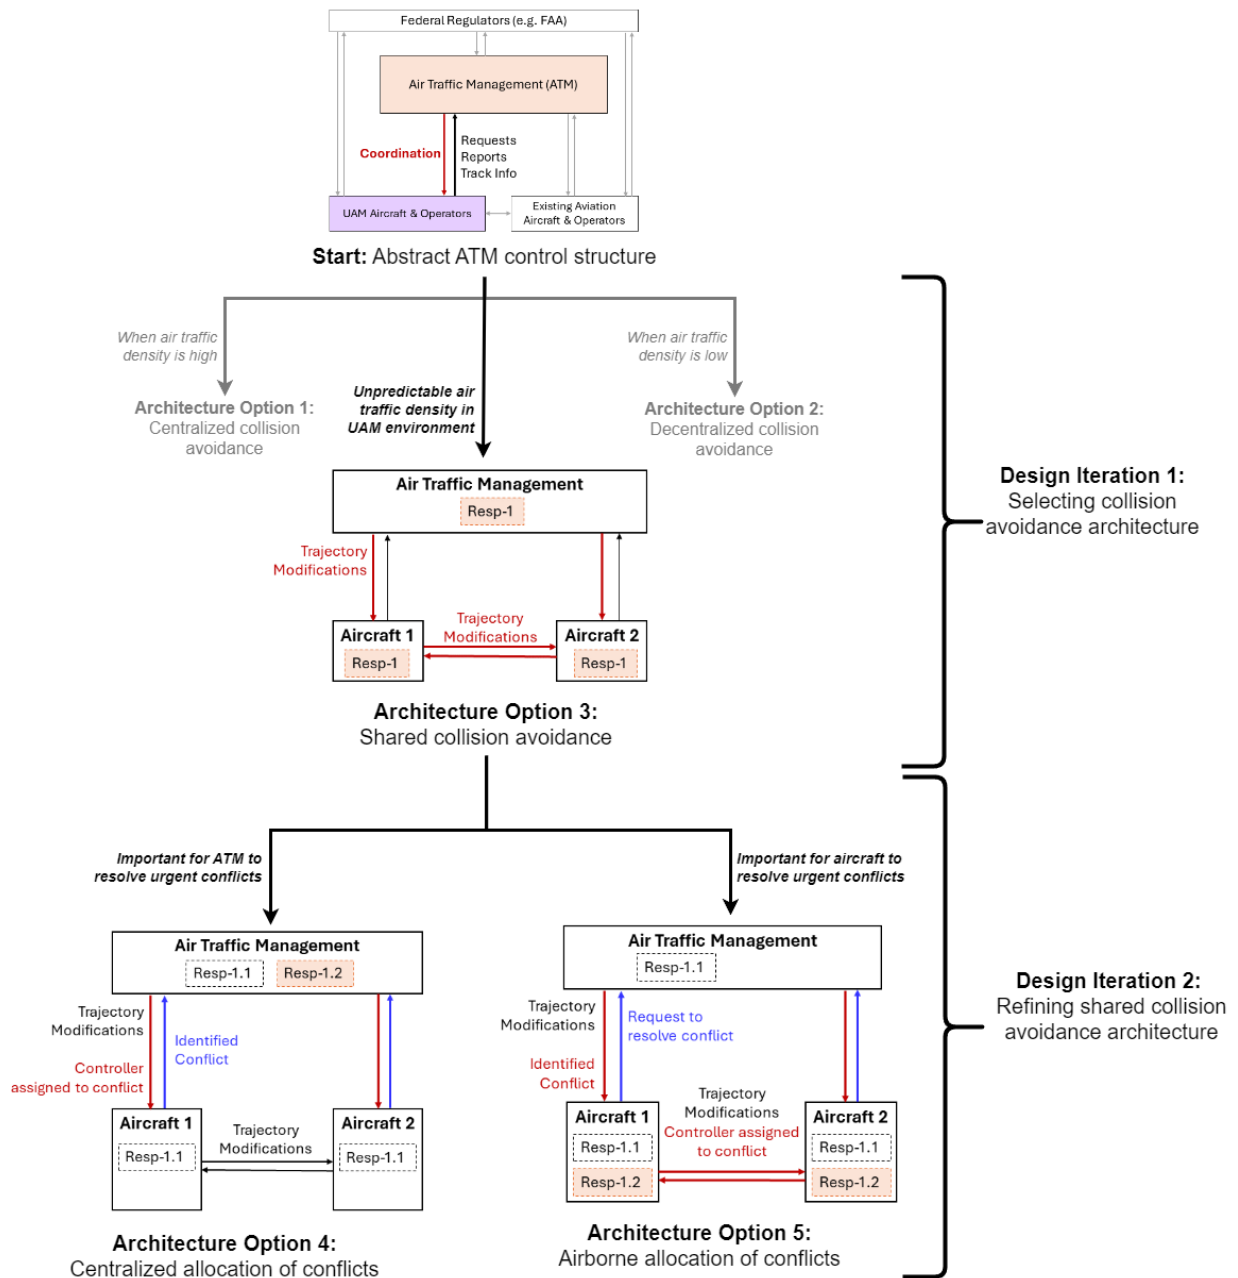 Federal Regulators (e.g. FAA)
Air Traffic Management (ATM)
Coordination
Requests
Reports
Track Info
UAM Aircraft & Operators
Existing Aviation
Aircraft & Operators
Start: Abstract ATM control structure
When air traffic
density is high
When air traffic
density is low
Architecture Option 1:
Centralized collision
avoidance
Unpredictable air
traffic density in
UAM environment
Architecture Option 2:
Decentralized collision
avoidance
Air Traffic Management
Resp-1
Trajectory
Modifications
Trajectory
Modifications
Aircraft 1
Resp-1
Aircraft 2
Resp-1
Architecture Option 3:
Shared collision avoidance
Design Iteration 1:
Selecting collision
avoidance architecture
Important for ATM to
resolve urgent conflicts
Important for aircraft to
resolve urgent conflicts
Air Traffic Management
Resp-1.1
Resp-1.2
Trajectory
Modifications
Identified
Conflict
Controller
assigned to conflict
Aircraft 1
Resp-1.1
Trajectory
Modifications
Aircraft 2
Resp-1.1
Architecture Option 4:
Centralized allocation of conflicts
Air Traffic Management
Resp-1.1
Trajectory
Modifications
Request to
resolve conflict
Identified
Conflict
Aircraft 1
Resp-1.1
Resp-1.2
Trajectory
Modifications
Controller assigned
to conflict
Aircraft 2
Resp-1.1
Resp-1.2
Architecture Option 5:
Airborne allocation of conflicts
Design Iteration 2:
Refining shared collision
avoidance architecture